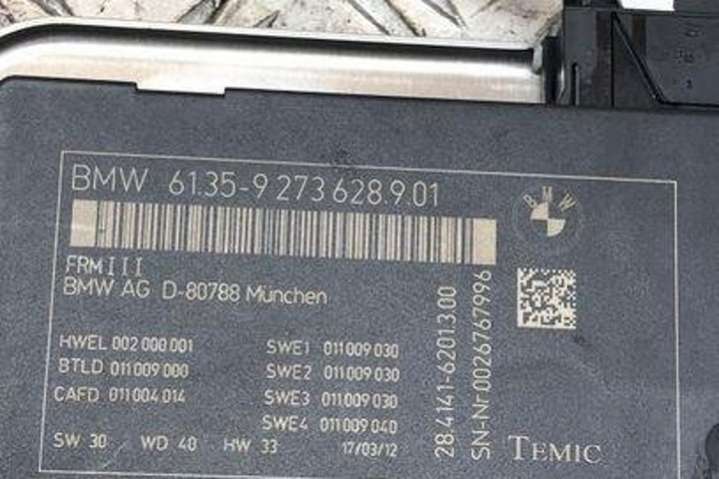 BMW 61.35-9 273 628.9 01
BMW
FRMIII
BMW AG D-80788 München
HWEL 002 000 001
BTLD 011 009 000
CAFD 011 004 014
SWE1 011 009 030
SWE2 011 009 030
SWE3 011 009 030
SWE4 011 009 040
SW 30 WD 40 HW 33 17/03/12
28.4141-6201.3 00
SN-Nr 0026767996
TEMIC